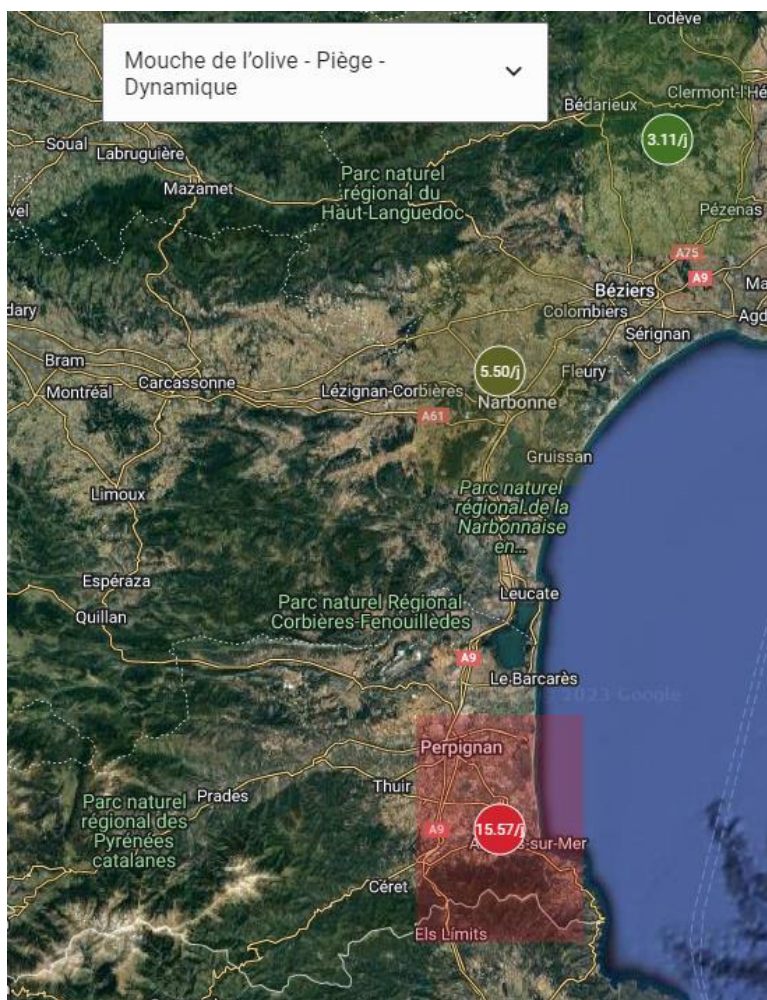 Lodève
Mouche de l'olive - Piège -
Dynamique
Clermont-l'Hé
Bédarieux
3.11/j
Soual
Labruguière
Parc naturel
régional du
Haut-Languedoc
Mazamet
vel
Pézenas
A75
A9
Béziers
Ma
Colombiers
dary
Agd
Sérignan
Bram
Carcassonne
5.50/j
Fleury
Montréal
Lézignan-Corbières
Narbonne
A61
Gruissan
Limoux
Parc naturel
régional de la
Narbonnaise
en...
Espéraza
Leucate
Quillan
Parc naturel Régional
Corbières-Fenouillèdes
A9
Le Barcarès
2023 Google
Perpignan
Thuir
Prades
Parc naturel
régional des
Pyrénées
catalanes
A9
15.57/j
s-sur-Mer
Céret
Els Límits